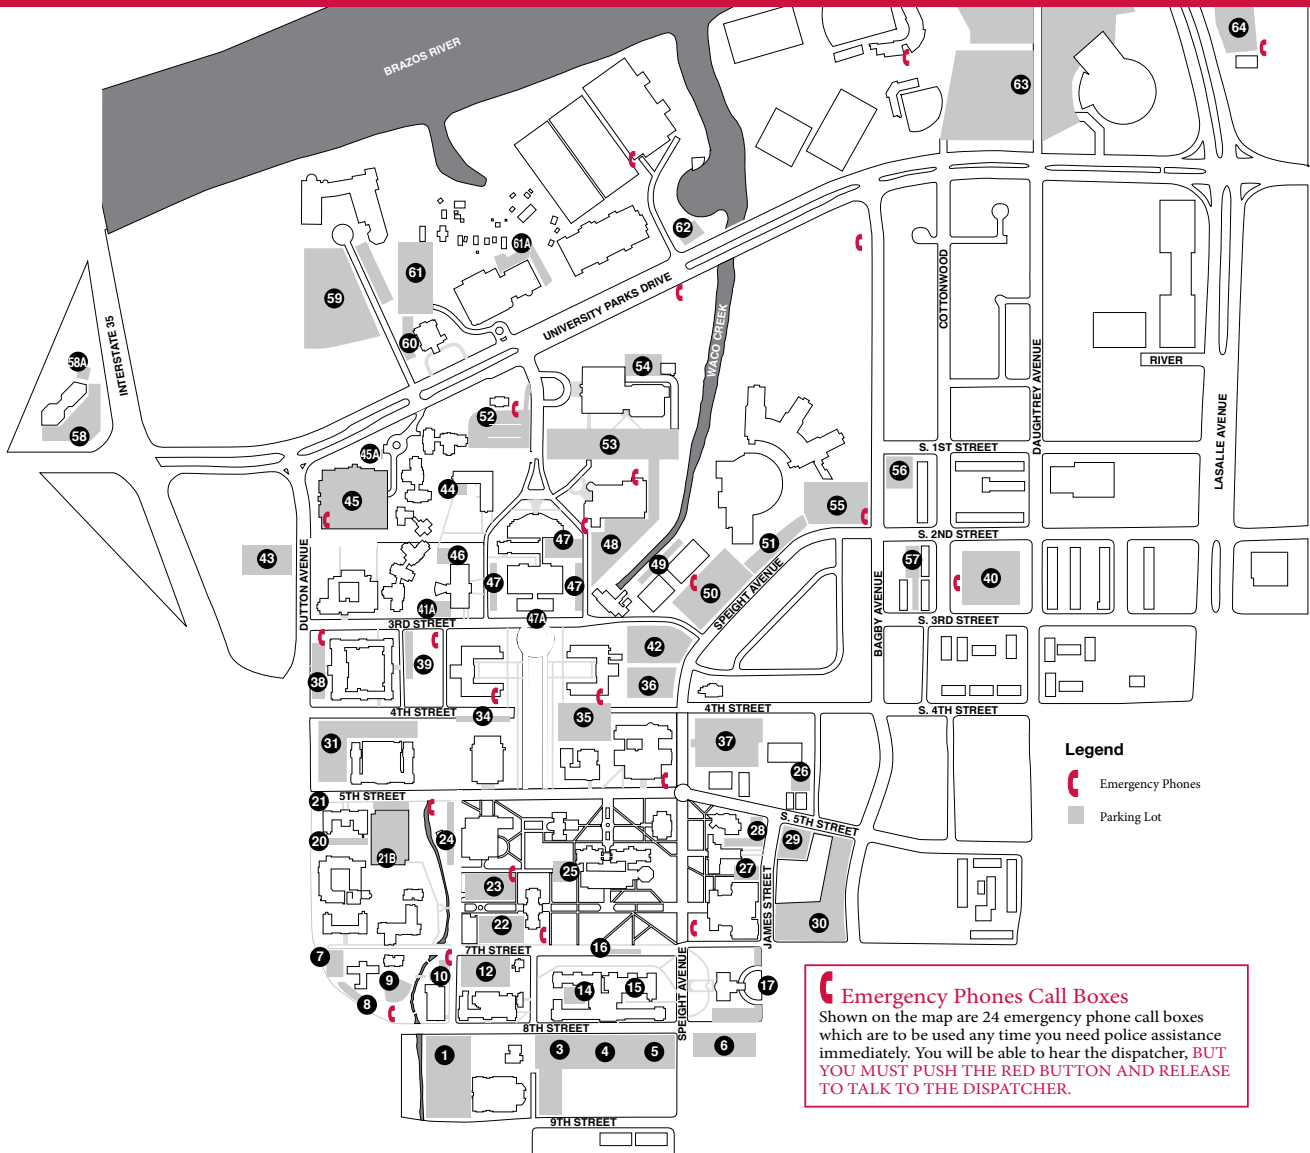 64
BRAZOS RIVER
63
62
61A
61
59
UNIVERSITY PARKS DRIVE
COTTONWOOD
60
WACO CREEK
INTERSTATE 35
58A
54
RIVER
DAUGHTREY AVENUE
LASALLE AVENUE
52
58
53
S. 1ST STREET
45A
56
44
45
55
S. 2ND STREET
47
48
51
43
46
49
57
40
DUTTON AVENUE
47
47
50
SPEIGHT AVENUE
BAGBY AVENUE
41A
47A
3RD STREET
S. 3RD STREET
42
39
38
36
4TH STREET
34
35
4TH STREET
S. 4TH STREET
31
37
Legend
26
Emergency Phones
5TH STREET
21
Parking Lot
S. 5TH STREET
20
24
28
29
21B
25
27
23
JAMES STREET
22
30
7TH STREET
16
7
10
12
SPEIGHT AVENUE
9
14
15
17
8
Emergency Phones Call Boxes
Shown on the map are 24 emergency phone call boxes
which are to be used any time you need police assistance
immediately. You will be able to hear the dispatcher, BUT
YOU MUST PUSH THE RED BUTTON AND RELEASE
TO TALK TO THE DISPATCHER.
8TH STREET
1
3
4
5
6
9TH STREET